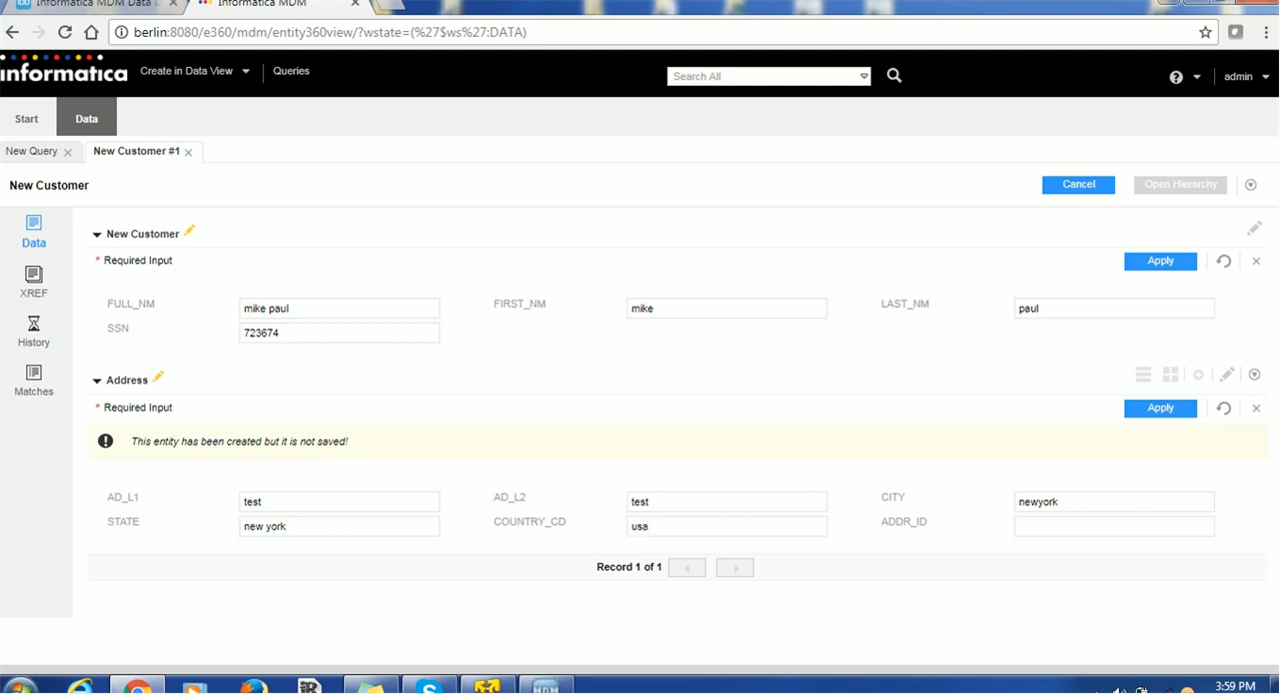 Informatica MDM Data D
Informatica MDM
berlin:8080/e360/mdm/entity360view/?wstate=(%27$ws%27:DATA)
informatica Create in Data View Queries Search All ? admin
Start Data
New Query New Customer #1
New Customer Cancel Open Hierarchy
Data
XREF
History
Matches
New Customer
* Required Input Apply
FULL_NM mike paul FIRST_NM mike LAST_NM paul
SSN 723674
Address
* Required Input Apply
This entity has been created but it is not saved!
AD_L1 test AD_L2 test CITY newyork
STATE new york COUNTRY_CD usa ADDR_ID
Record 1 of 1
3:59 PM